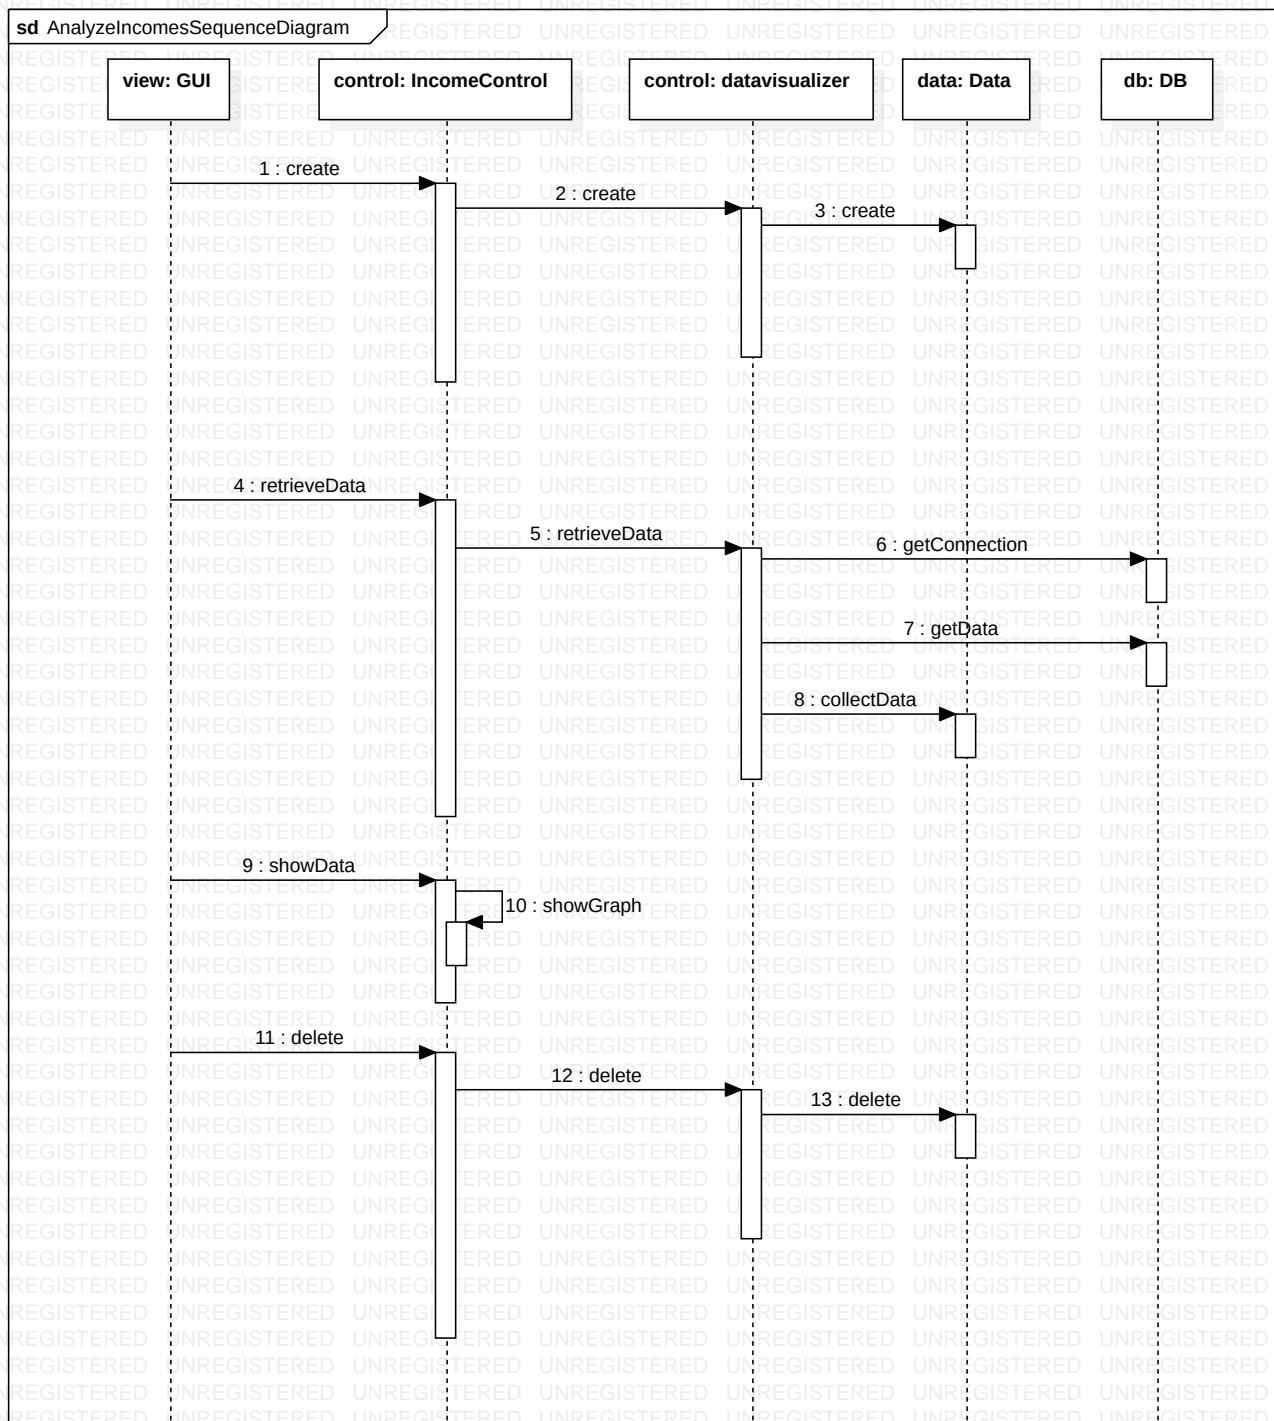 sd AnalyzeIncomesSequenceDiagram
view: GUI
control: IncomeControl
control: datavisualizer
data: Data
db: DB
1 : create
2 : create
3 : create
4 : retrieveData
5 : retrieveData
6 : getConnection
7 : getData
8 : collectData
9 : showData
10 : showGraph
11 : delete
12 : delete
13 : delete
UNREGISTERED